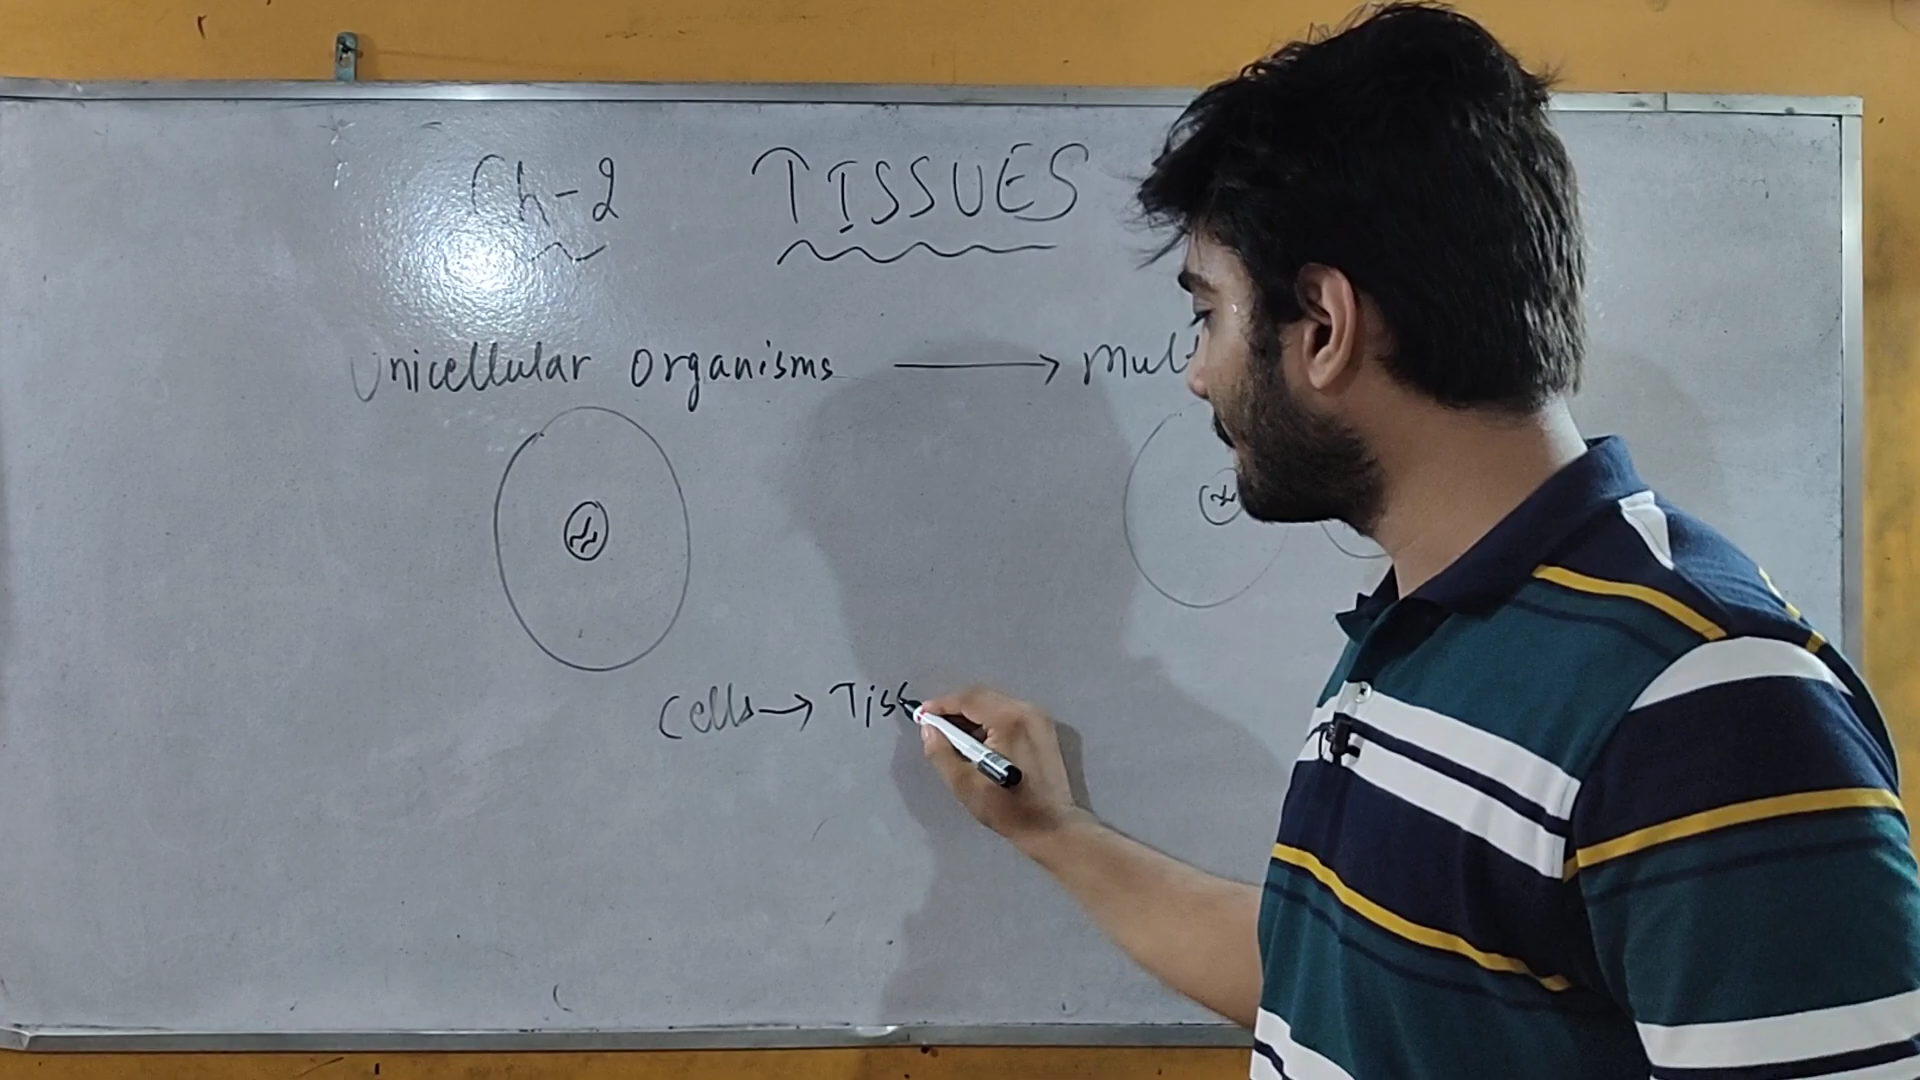 Ch-2 TISSUES
Unicellular Organisms → Mul
Cells → Tiss